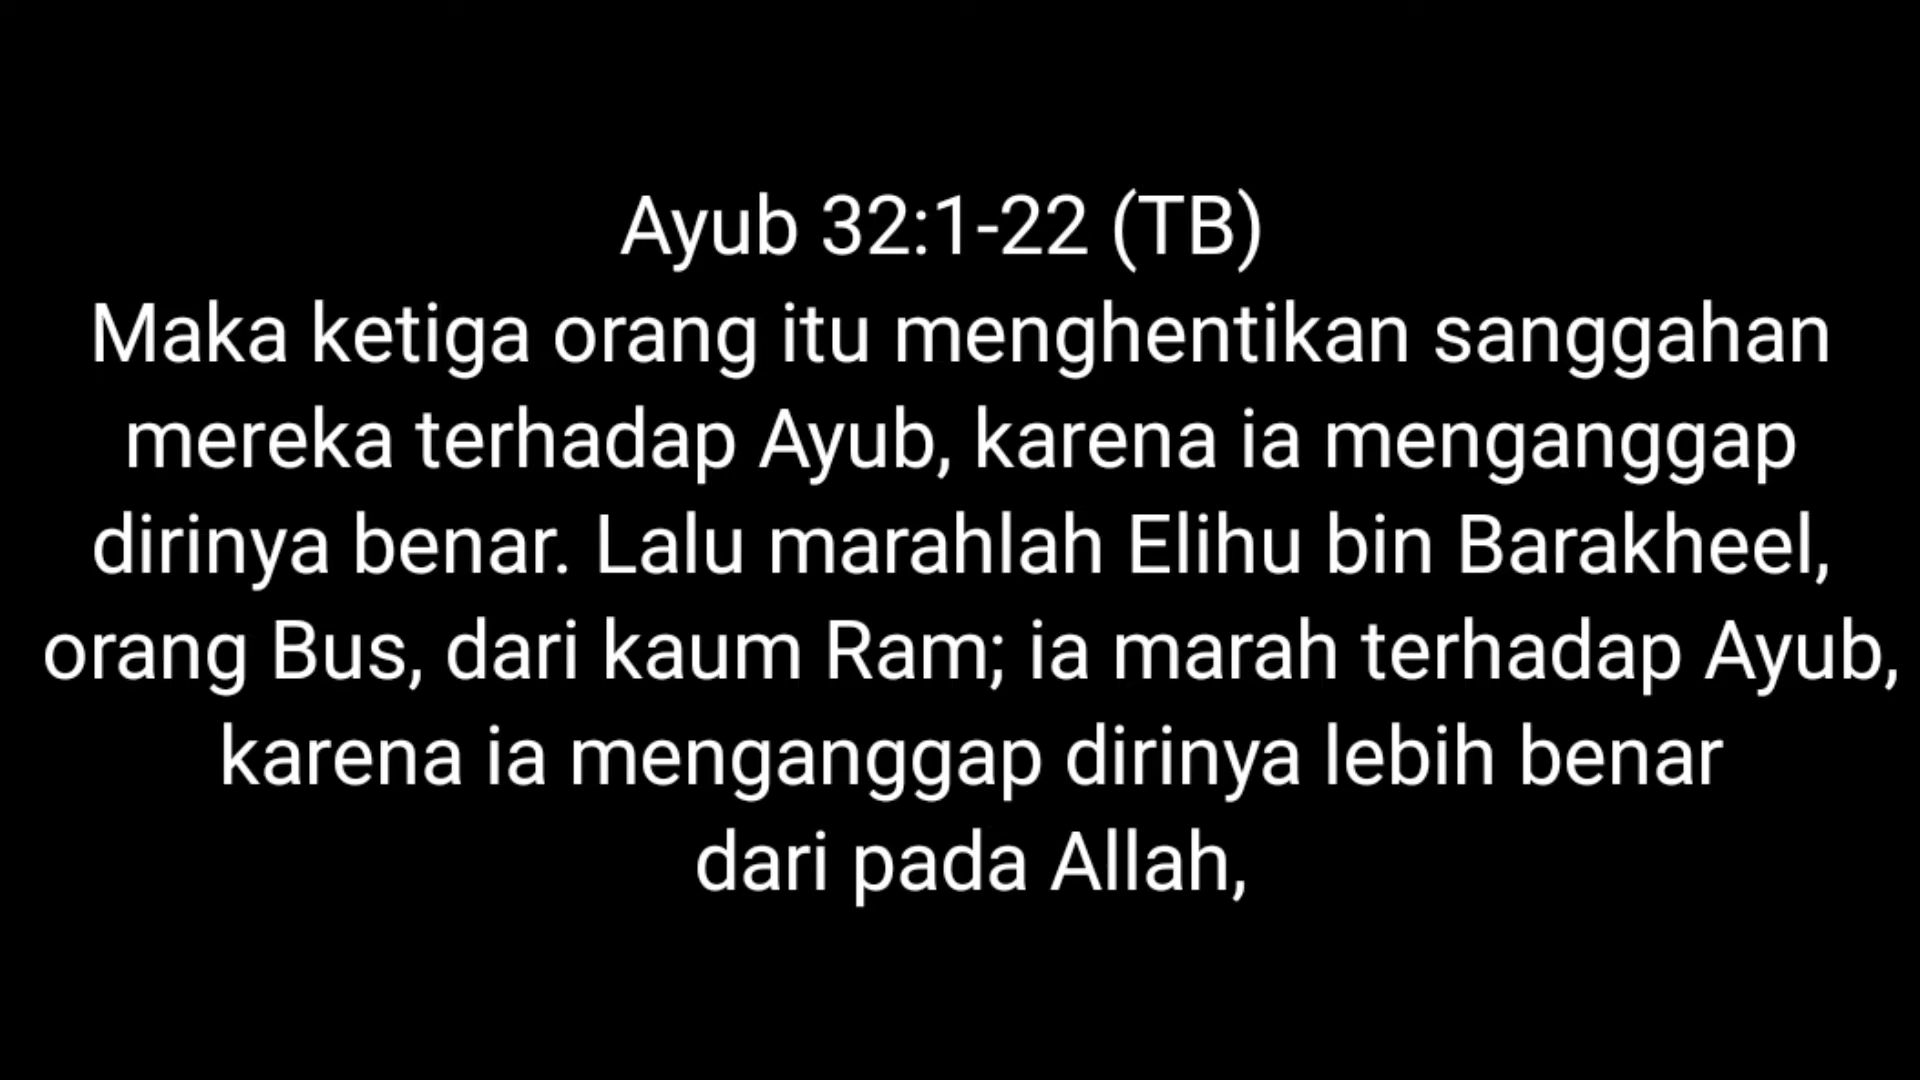 Ayub 32:1-22 (TB)
Maka ketiga orang itu menghentikan sanggahan
mereka terhadap Ayub, karena ia menganggap
dirinya benar. Lalu marahlah Elihu bin Barakheel,
orang Bus, dari kaum Ram; ia marah terhadap Ayub,
karena ia menganggap dirinya lebih benar
dari pada Allah,